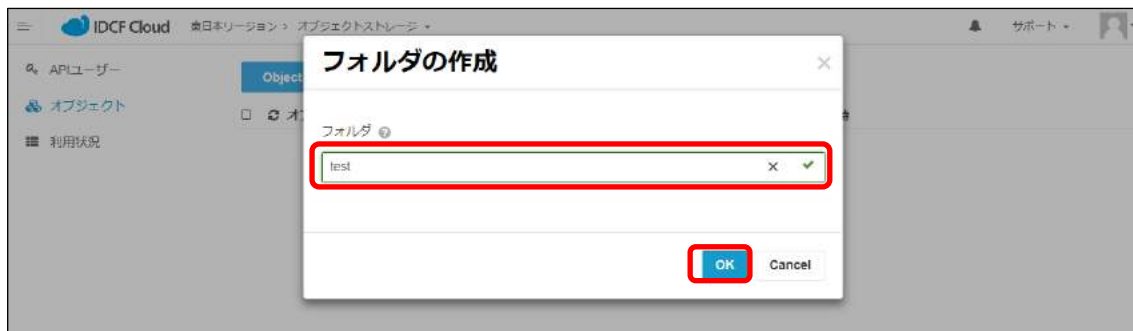 IDCF Cloud 東日本リージョン › オブジェクトストレージ サポート
フォルダの作成
×
APIユーザー
オブジェクト
利用状況
Object
オ
フォルダ
test
OK Cancel